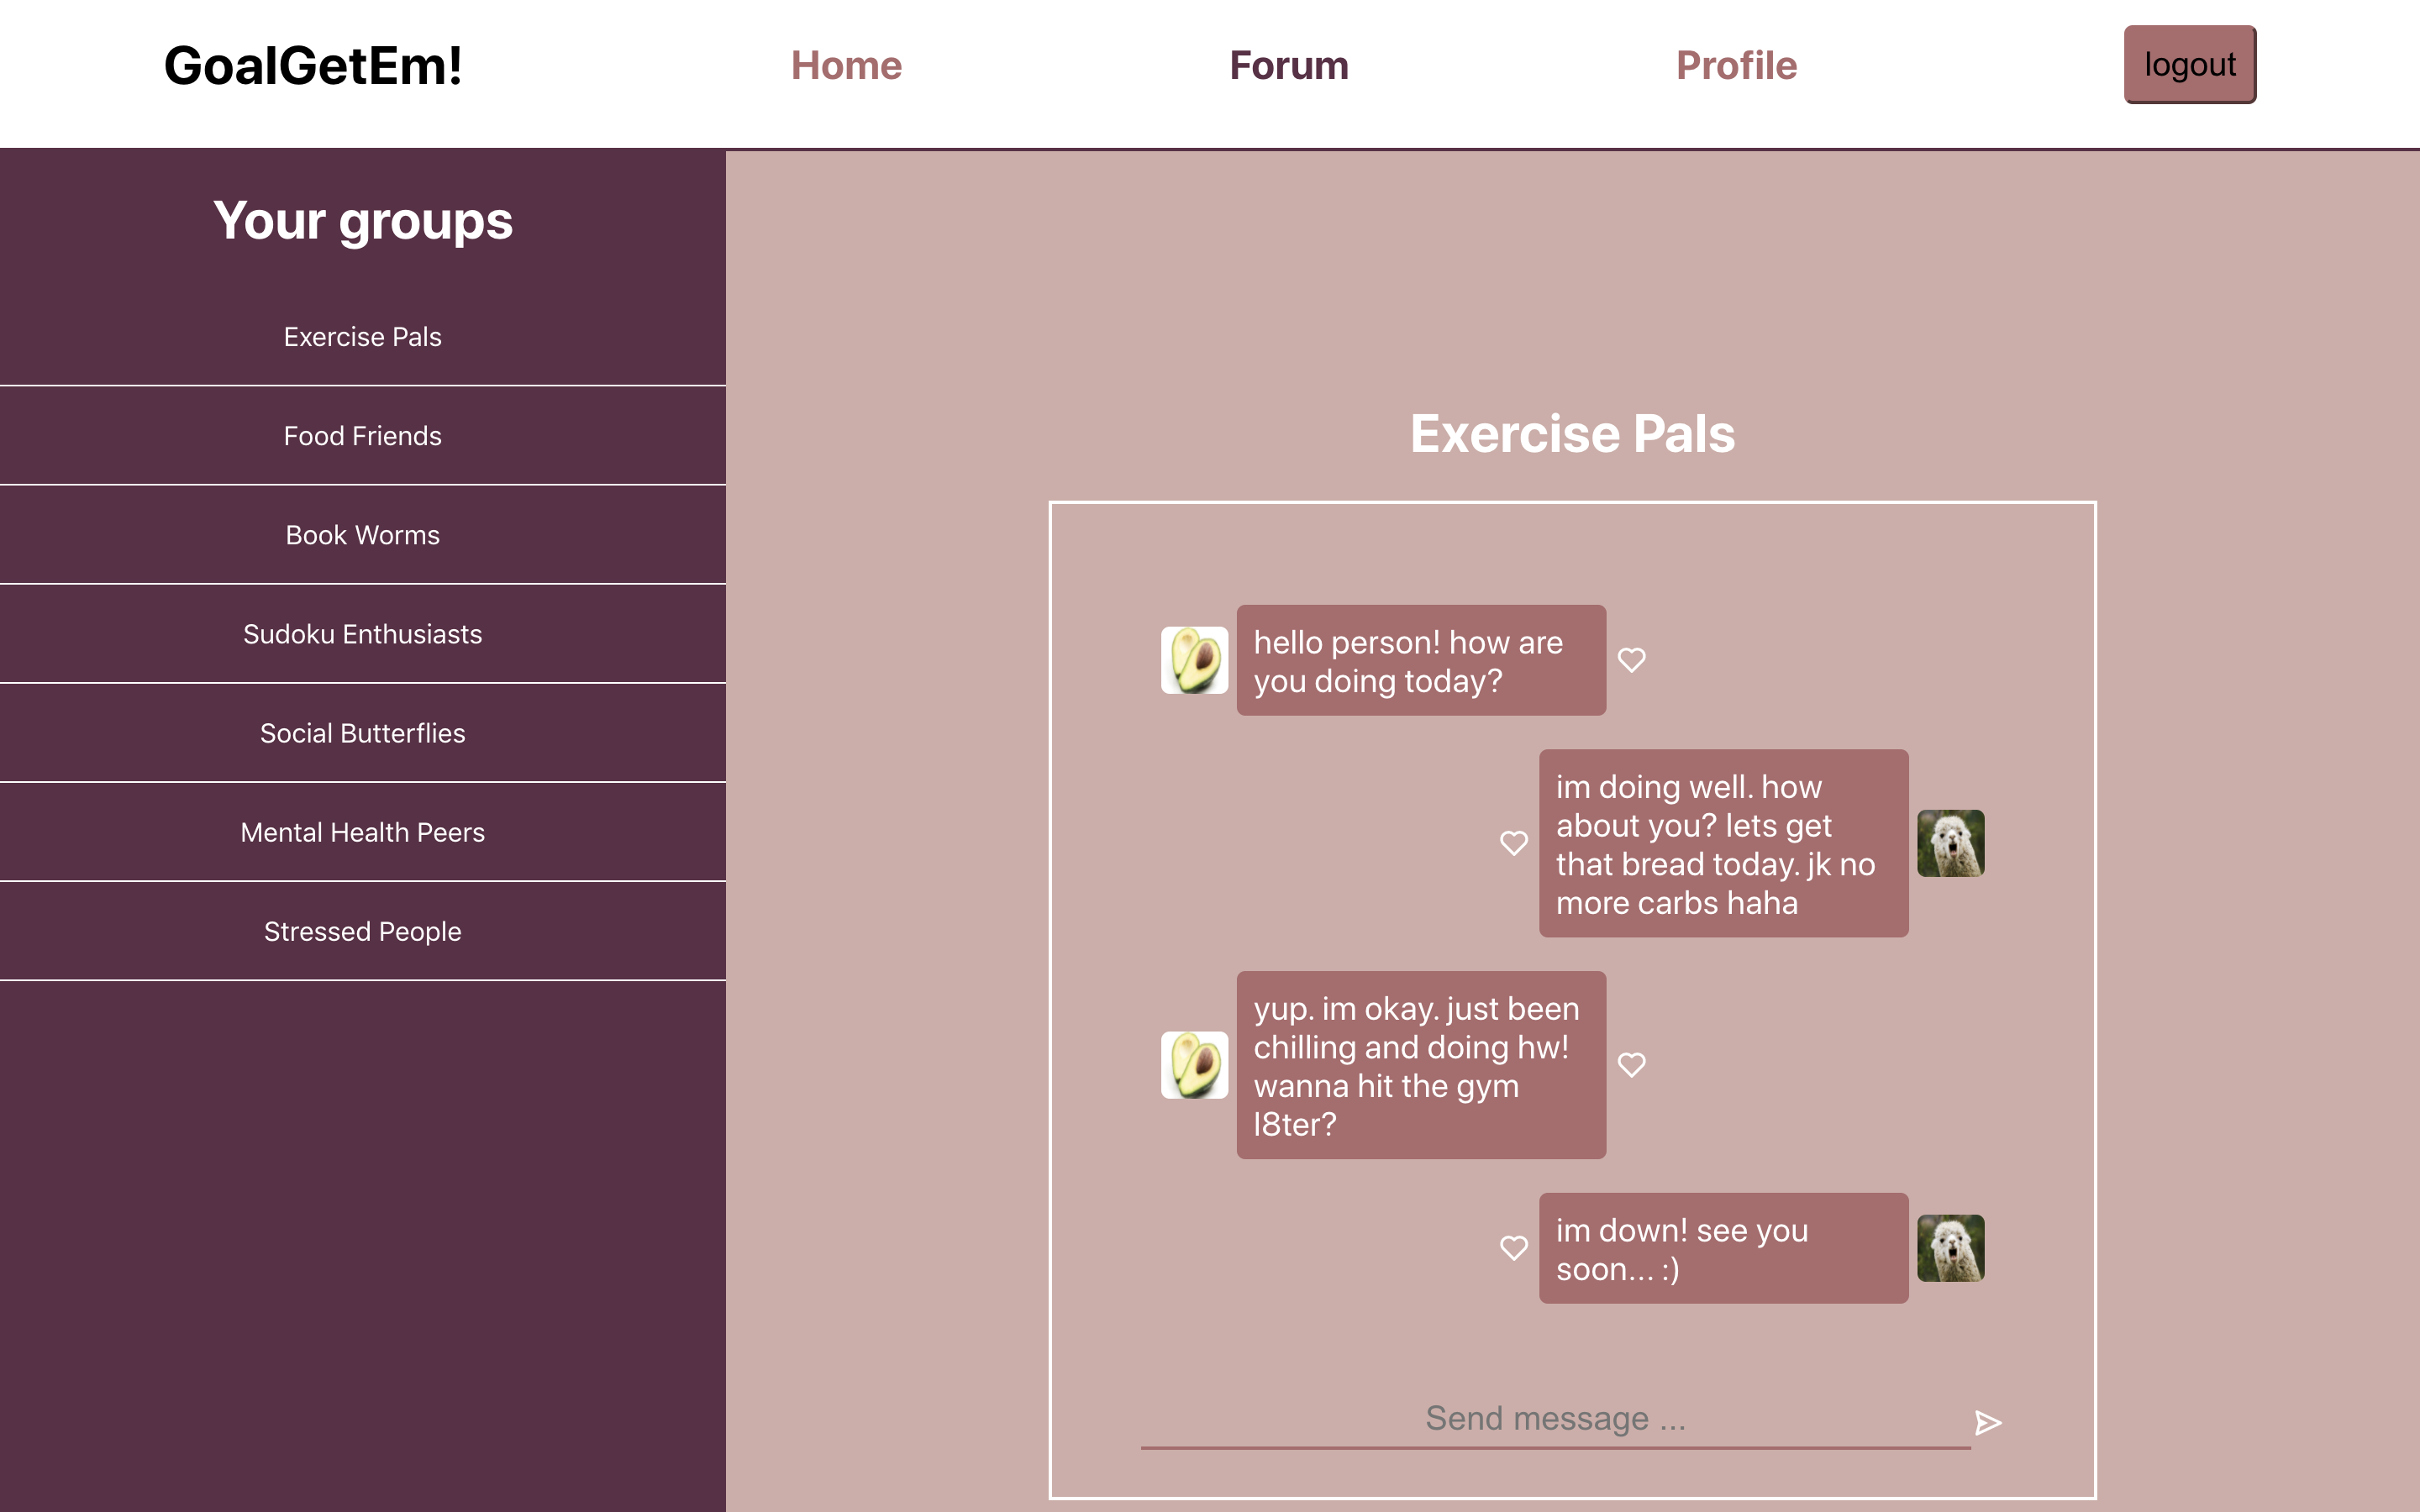 GoalGetEm!
Home
Forum
Profile
logout
Your groups
Exercise Pals
Food Friends
Book Worms
Sudoku Enthusiasts
Social Butterflies
Mental Health Peers
Stressed People
Exercise Pals
hello person! how are
you doing today?
im doing well. how
about you? lets get
that bread today. jk no
more carbs haha
yup. im okay. just been
chilling and doing hw!
wanna hit the gym
l8ter?
im down! see you
soon... :)
Send message ...